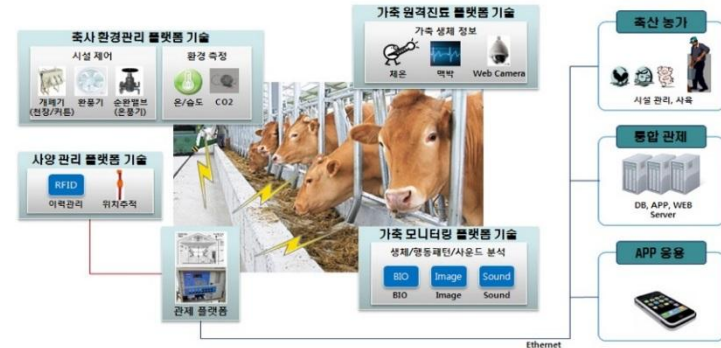 축사 환경관리 플랫폼 기술
시설 제어
환경 측정
개폐기
(천장/커튼)
환풍기
순환밸브
(온풍기)
온/습도
CO2
가축 원격진료 플랫폼 기술
가축 생체 정보
체온
맥박
Web Camera
축산 농가
시설 관리, 사육
사양 관리 플랫폼 기술
RFID
이력관리
위치추적
통합 관제
DB, APP, WEB
Server
가축 모니터링 플랫폼 기술
생체/행동패턴/사운드 분석
BIO
Image
Sound
BIO
Image
Sound
관제 플랫폼
APP 응용
Ethernet